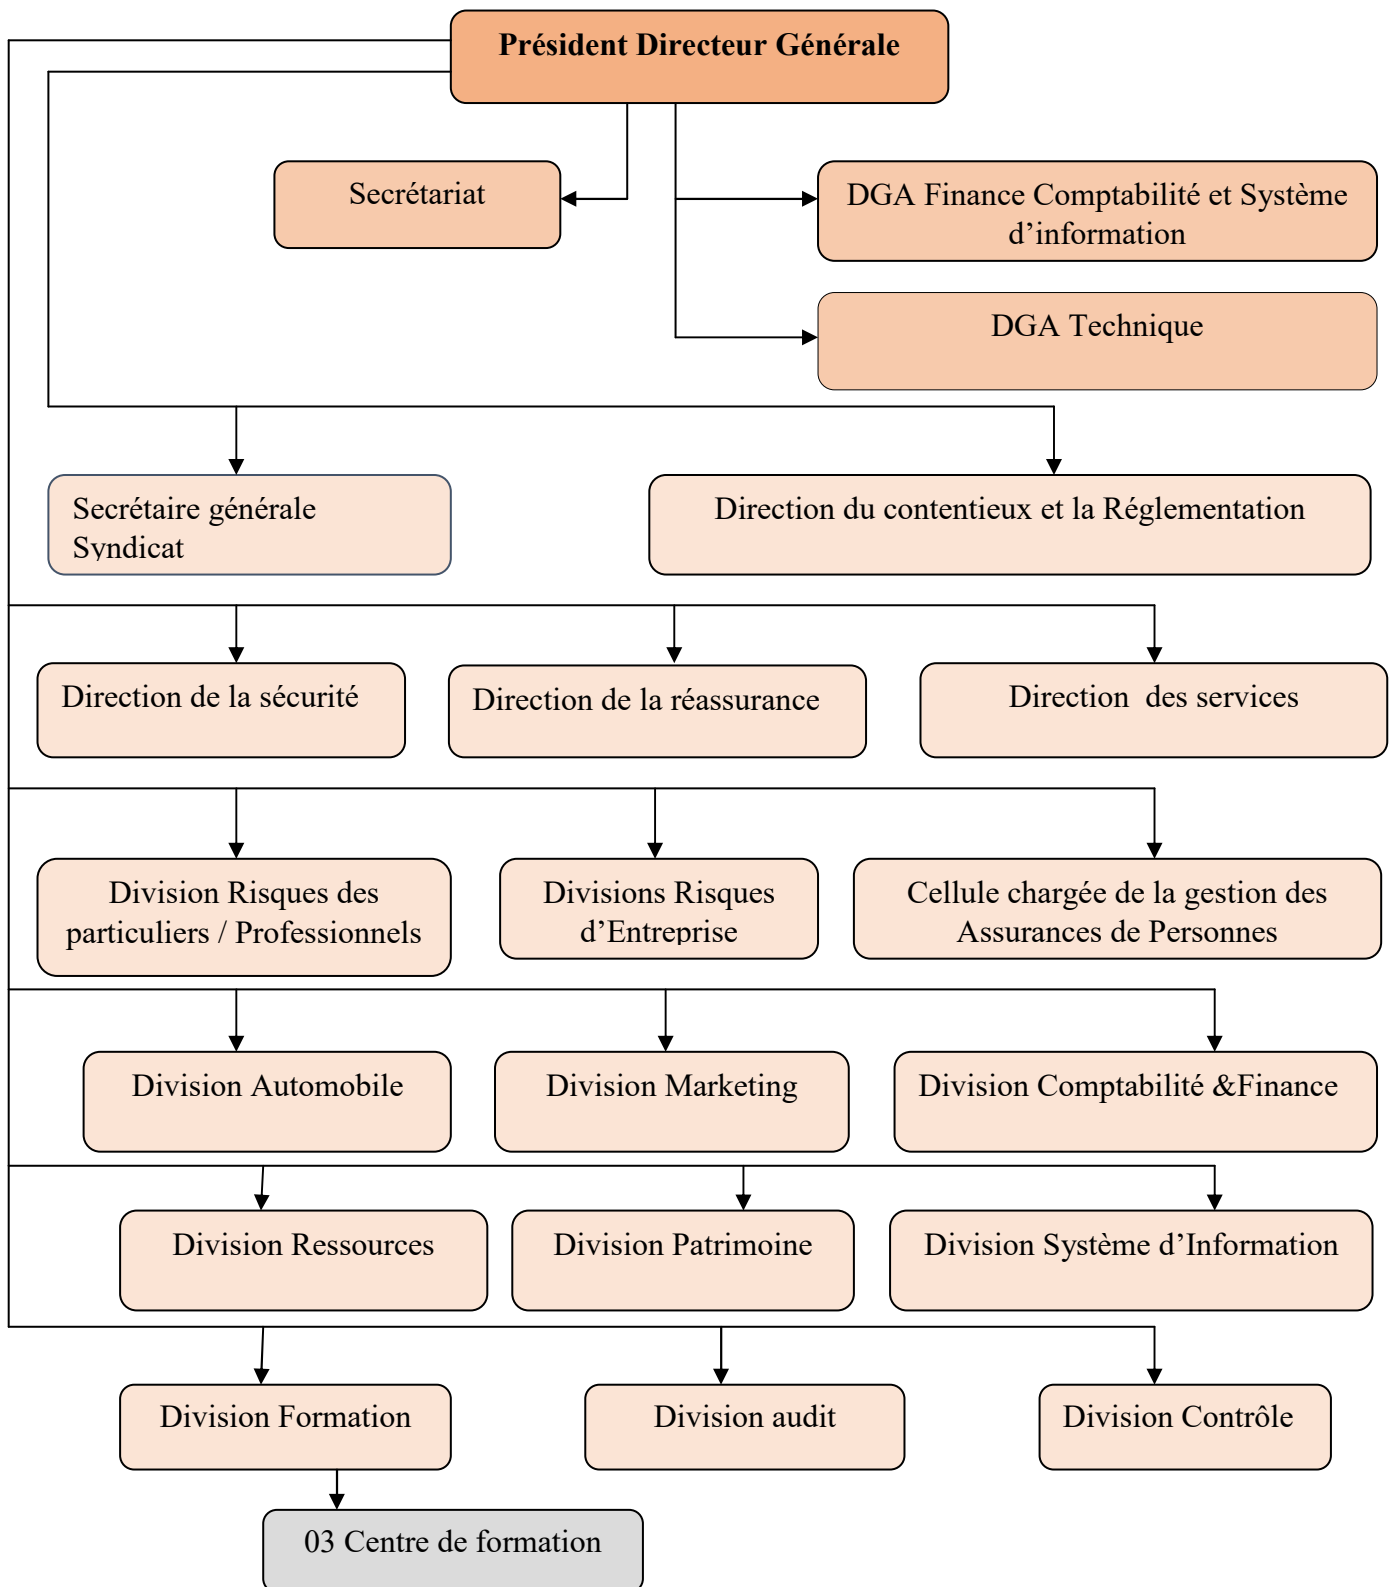 Président Directeur Générale
Secrétariat
DGA Finance Comptabilité et Système
d’information
DGA Technique
Secrétaire générale
Syndicat
Direction du contentieux et la Réglementation
Direction de la sécurité
Direction de la réassurance
Direction des services
Division Risques des
particuliers / Professionnels
Divisions Risques
d’Entreprise
Cellule chargée de la gestion des
Assurances de Personnes
Division Automobile
Division Marketing
Division Comptabilité &Finance
Division Ressources
Division Patrimoine
Division Système d’Information
Division Formation
Division audit
Division Contrôle
03 Centre de formation